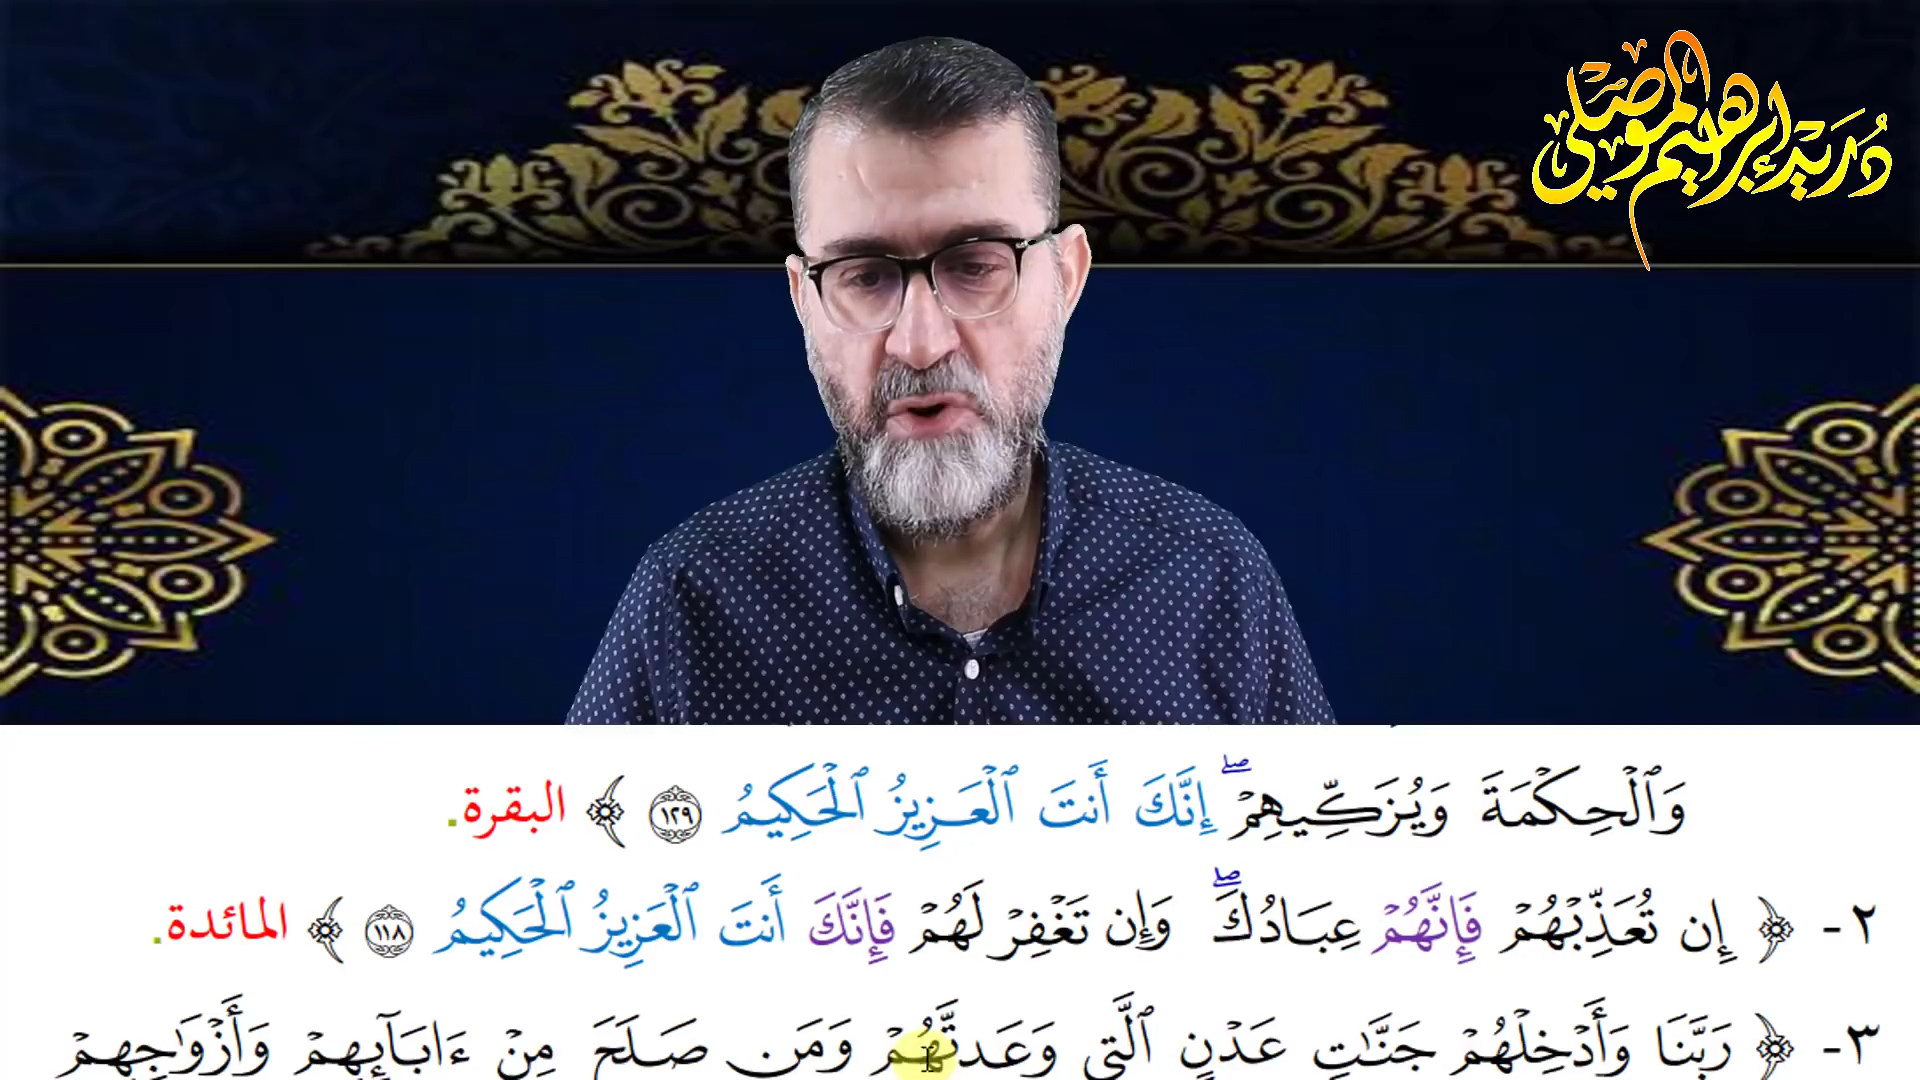 دُرَيْد إبراهيم الموصلي
وَٱلْحِكْمَةَ وَيُزَكِّيهِمْۖ إِنَّكَ أَنتَ ٱلْعَزِيزُ ٱلْحَكِيمُ ١٢٩ ﴾ البقرة.
٢- ﴿ إِن تُعَذِّبْهُمْ فَإِنَّهُمْ عِبَادُكَۖ وَإِن تَغْفِرْ لَهُمْ فَإِنَّكَ أَنتَ ٱلْعَزِيزُ ٱلْحَكِيمُ ١١٨ ﴾ المائدة.
٣- ﴿ رَبَّنَا وَأَدْخِلْهُمْ جَنَّٰتِ عَدْنٍ ٱلَّتِي وَعَدتَّهُمْ وَمَن صَلَحَ مِنْ ءَابَآئِهِمْ وَأَزْوَٰجِهِمْ